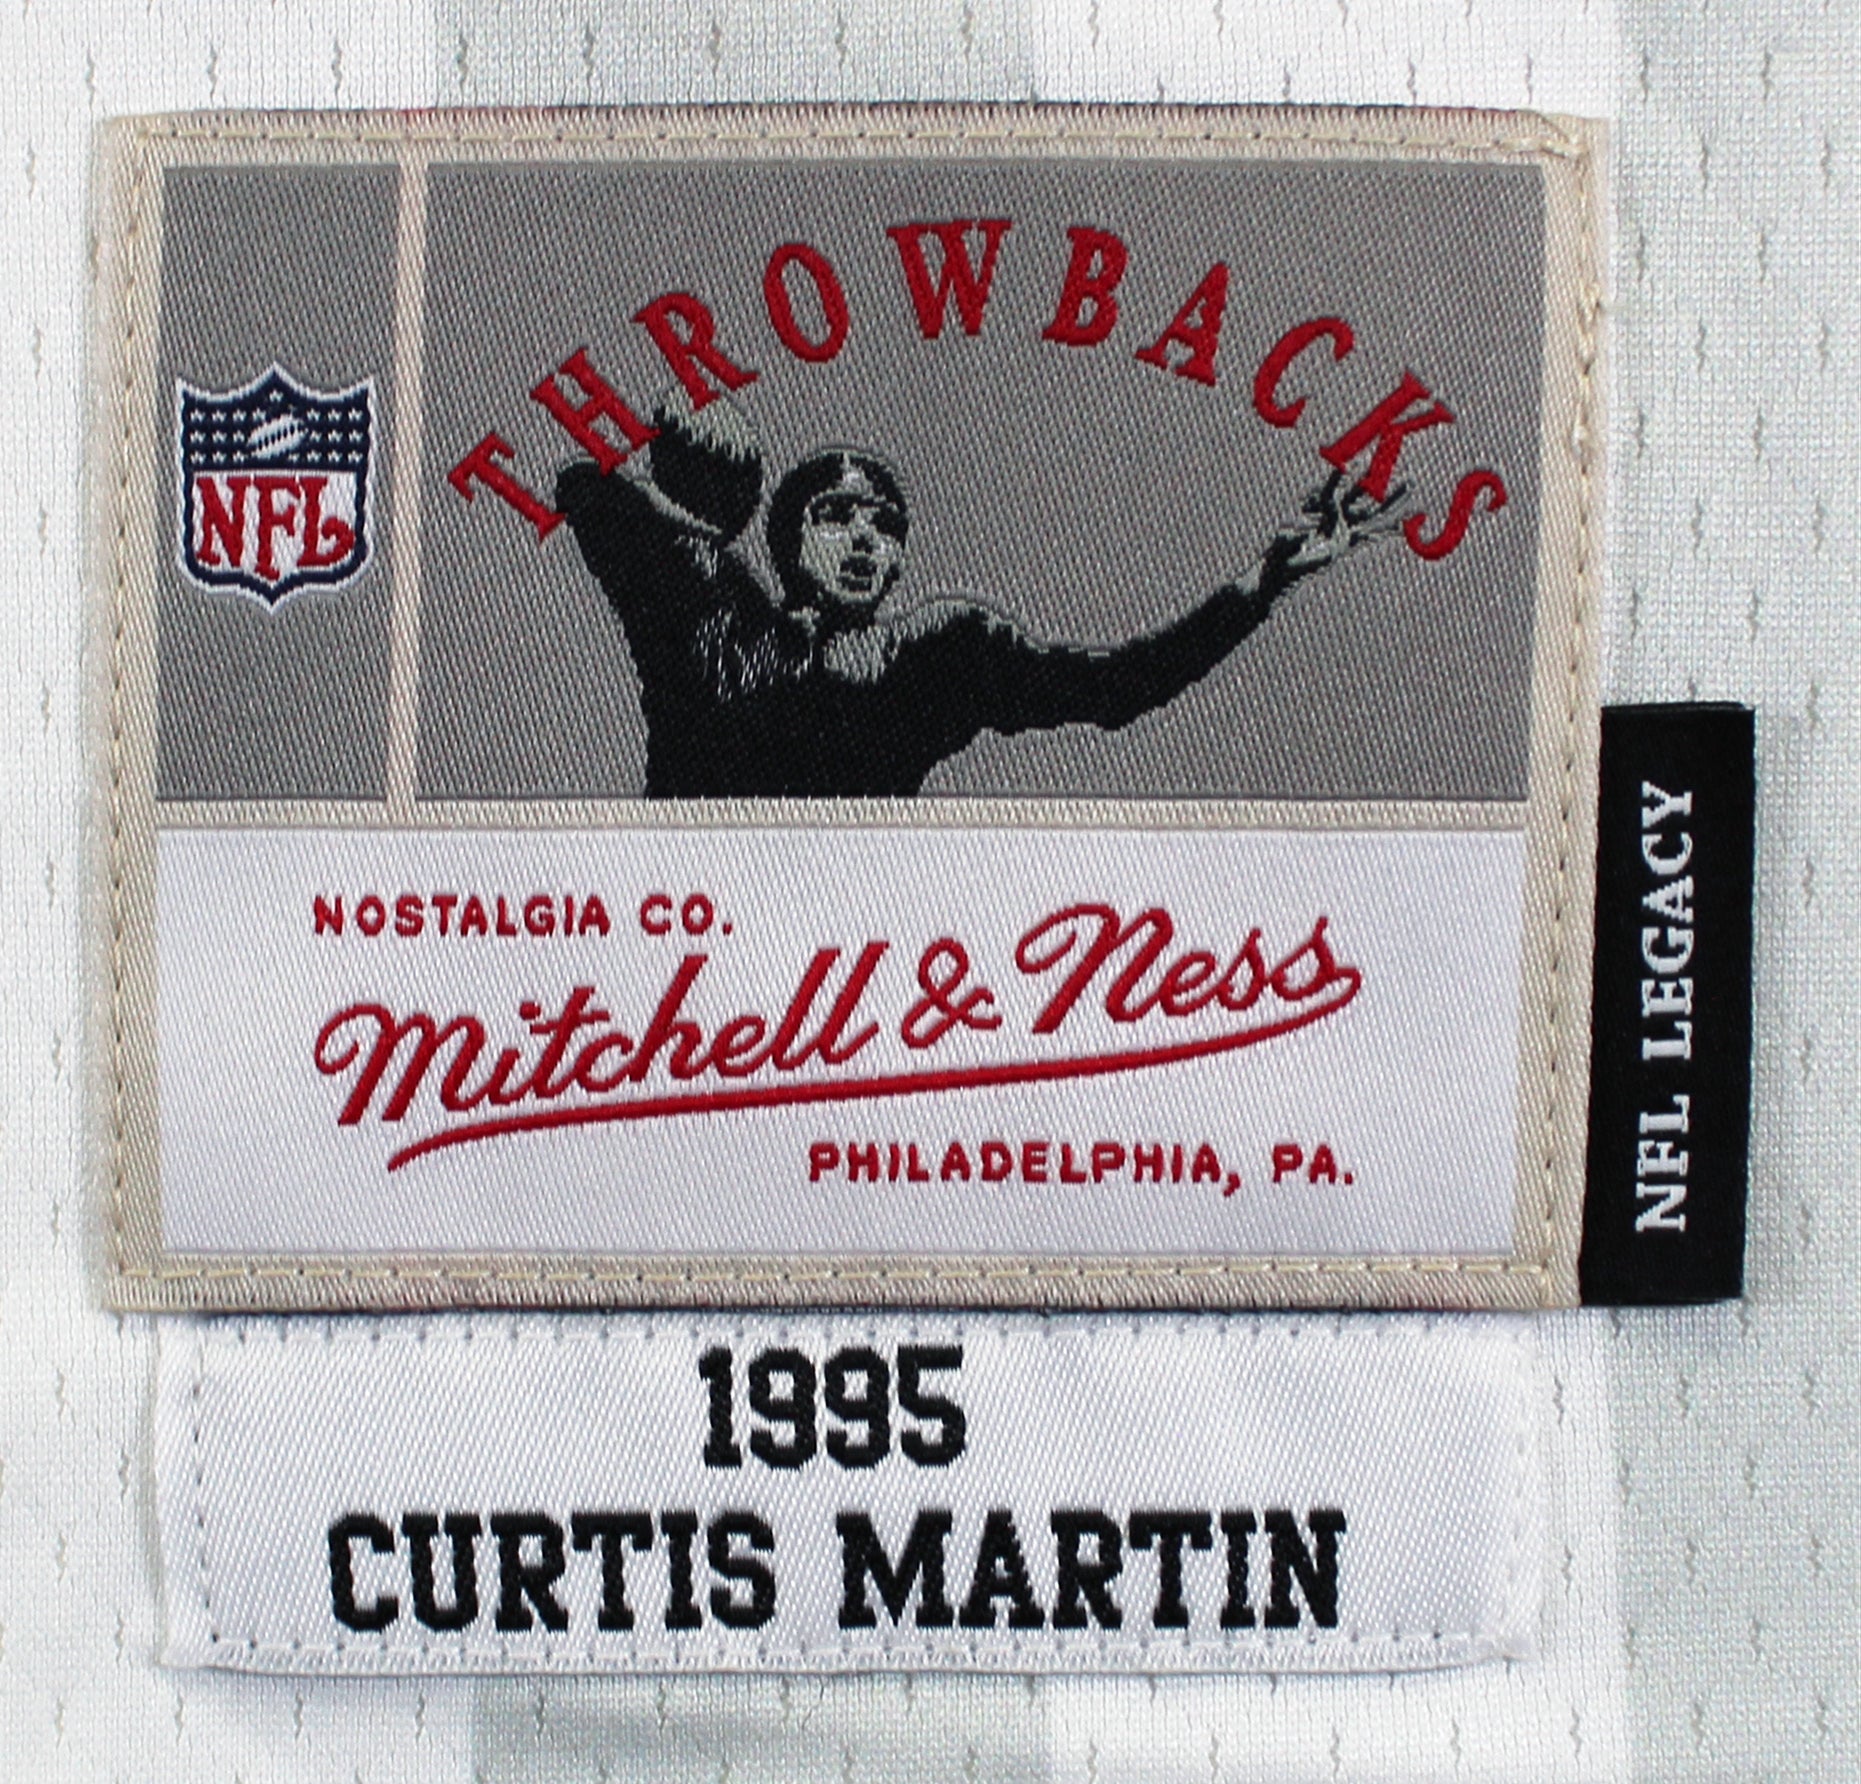 THROWBACKS
NFL
NOSTALGIA CO.
Mitchell & Ness
PHILADELPHIA, PA.
NFL LEGACY
1995
CURTIS MARTIN